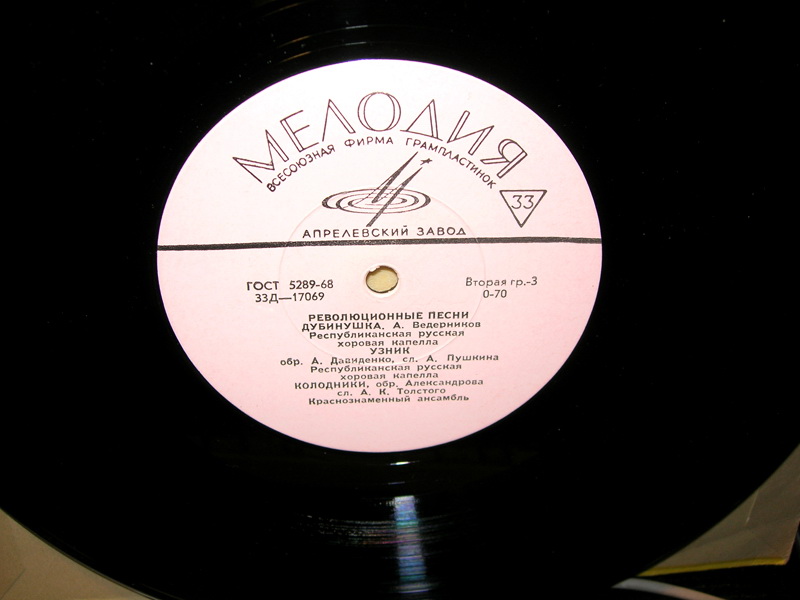 МЕЛОДИЯ
ВСЕСОЮЗНАЯ ФИРМА ГРАМПЛАСТИНОК
33
АПРЕЛЕВСКИЙ ЗАВОД
ГОСТ 5289-68
33Д—17069
Вторая гр.-3
0-70
РЕВОЛЮЦИОННЫЕ ПЕСНИ
ДУБИНУШКА, А. Ведерников
Республиканская русская
хоровая капелла
УЗНИК
обр. А. Давиденко, сл. А. Пушкина
Республиканская русская
хоровая капелла
КОЛОДНИКИ, обр. Александрова
сл. А. К. Толстого
Краснознаменный ансамбль